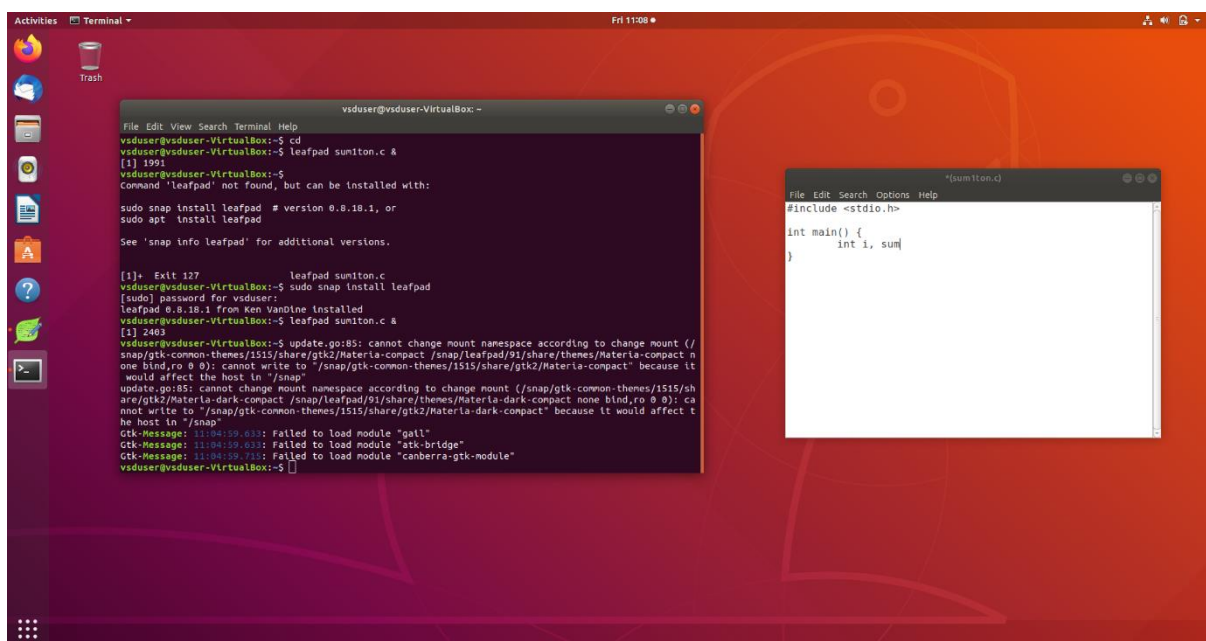 Activities Terminal Fri 11:08
Trash
vsduser@vsduser-VirtualBox: ~
File Edit View Search Terminal Help
vsduser@vsduser-VirtualBox:~$ cd
vsduser@vsduser-VirtualBox:~$ leafpad sum1ton.c &
[1] 1991
vsduser@vsduser-VirtualBox:~$
Command 'leafpad' not found, but can be installed with:
sudo snap install leafpad # version 0.8.18.1, or
sudo apt install leafpad
See 'snap info leafpad' for additional versions.
[1]+ Exit 127 leafpad sum1ton.c
vsduser@vsduser-VirtualBox:~$ sudo snap install leafpad
[sudo] password for vsduser:
leafpad 0.8.18.1 from Ken VanDine installed
vsduser@vsduser-VirtualBox:~$ leafpad sum1ton.c &
[1] 2403
vsduser@vsduser-VirtualBox:~$ update.go:85: cannot change mount namespace according to change mount (/
snap/gtk-common-themes/1515/share/gtk2/Materia-compact /snap/leafpad/91/share/themes/Materia-compact n
one bind,ro 0 0): cannot write to "/snap/gtk-common-themes/1515/share/gtk2/Materia-compact" because it
would affect the host in "/snap"
update.go:85: cannot change mount namespace according to change mount (/snap/gtk-common-themes/1515/sh
are/gtk2/Materia-dark-compact /snap/leafpad/91/share/themes/Materia-dark-compact none bind,ro 0 0): ca
nnot write to "/snap/gtk-common-themes/1515/share/gtk2/Materia-dark-compact" because it would affect t
he host in "/snap"
Gtk-Message: 11:04:59.633: Failed to load module "gail"
Gtk-Message: 11:04:59.633: Failed to load module "atk-bridge"
Gtk-Message: 11:04:59.715: Failed to load module "canberra-gtk-module"
vsduser@vsduser-VirtualBox:~$
*(sum1ton.c)
File Edit Search Options Help
#include <stdio.h>
int main() {
int i, sum
}